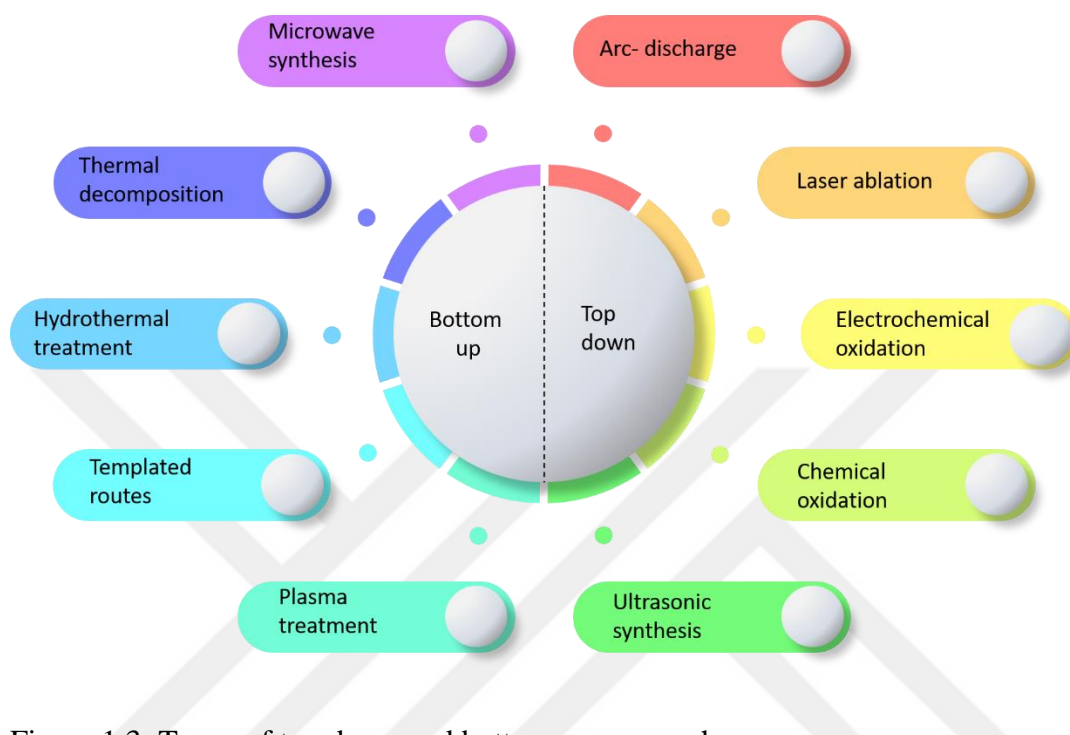 Microwave
synthesis
Arc- discharge
Thermal
decomposition
Laser ablation
Hydrothermal
treatment
Bottom
up
Top
down
Electrochemical
oxidation
Templated
routes
Chemical
oxidation
Plasma
treatment
Ultrasonic
synthesis